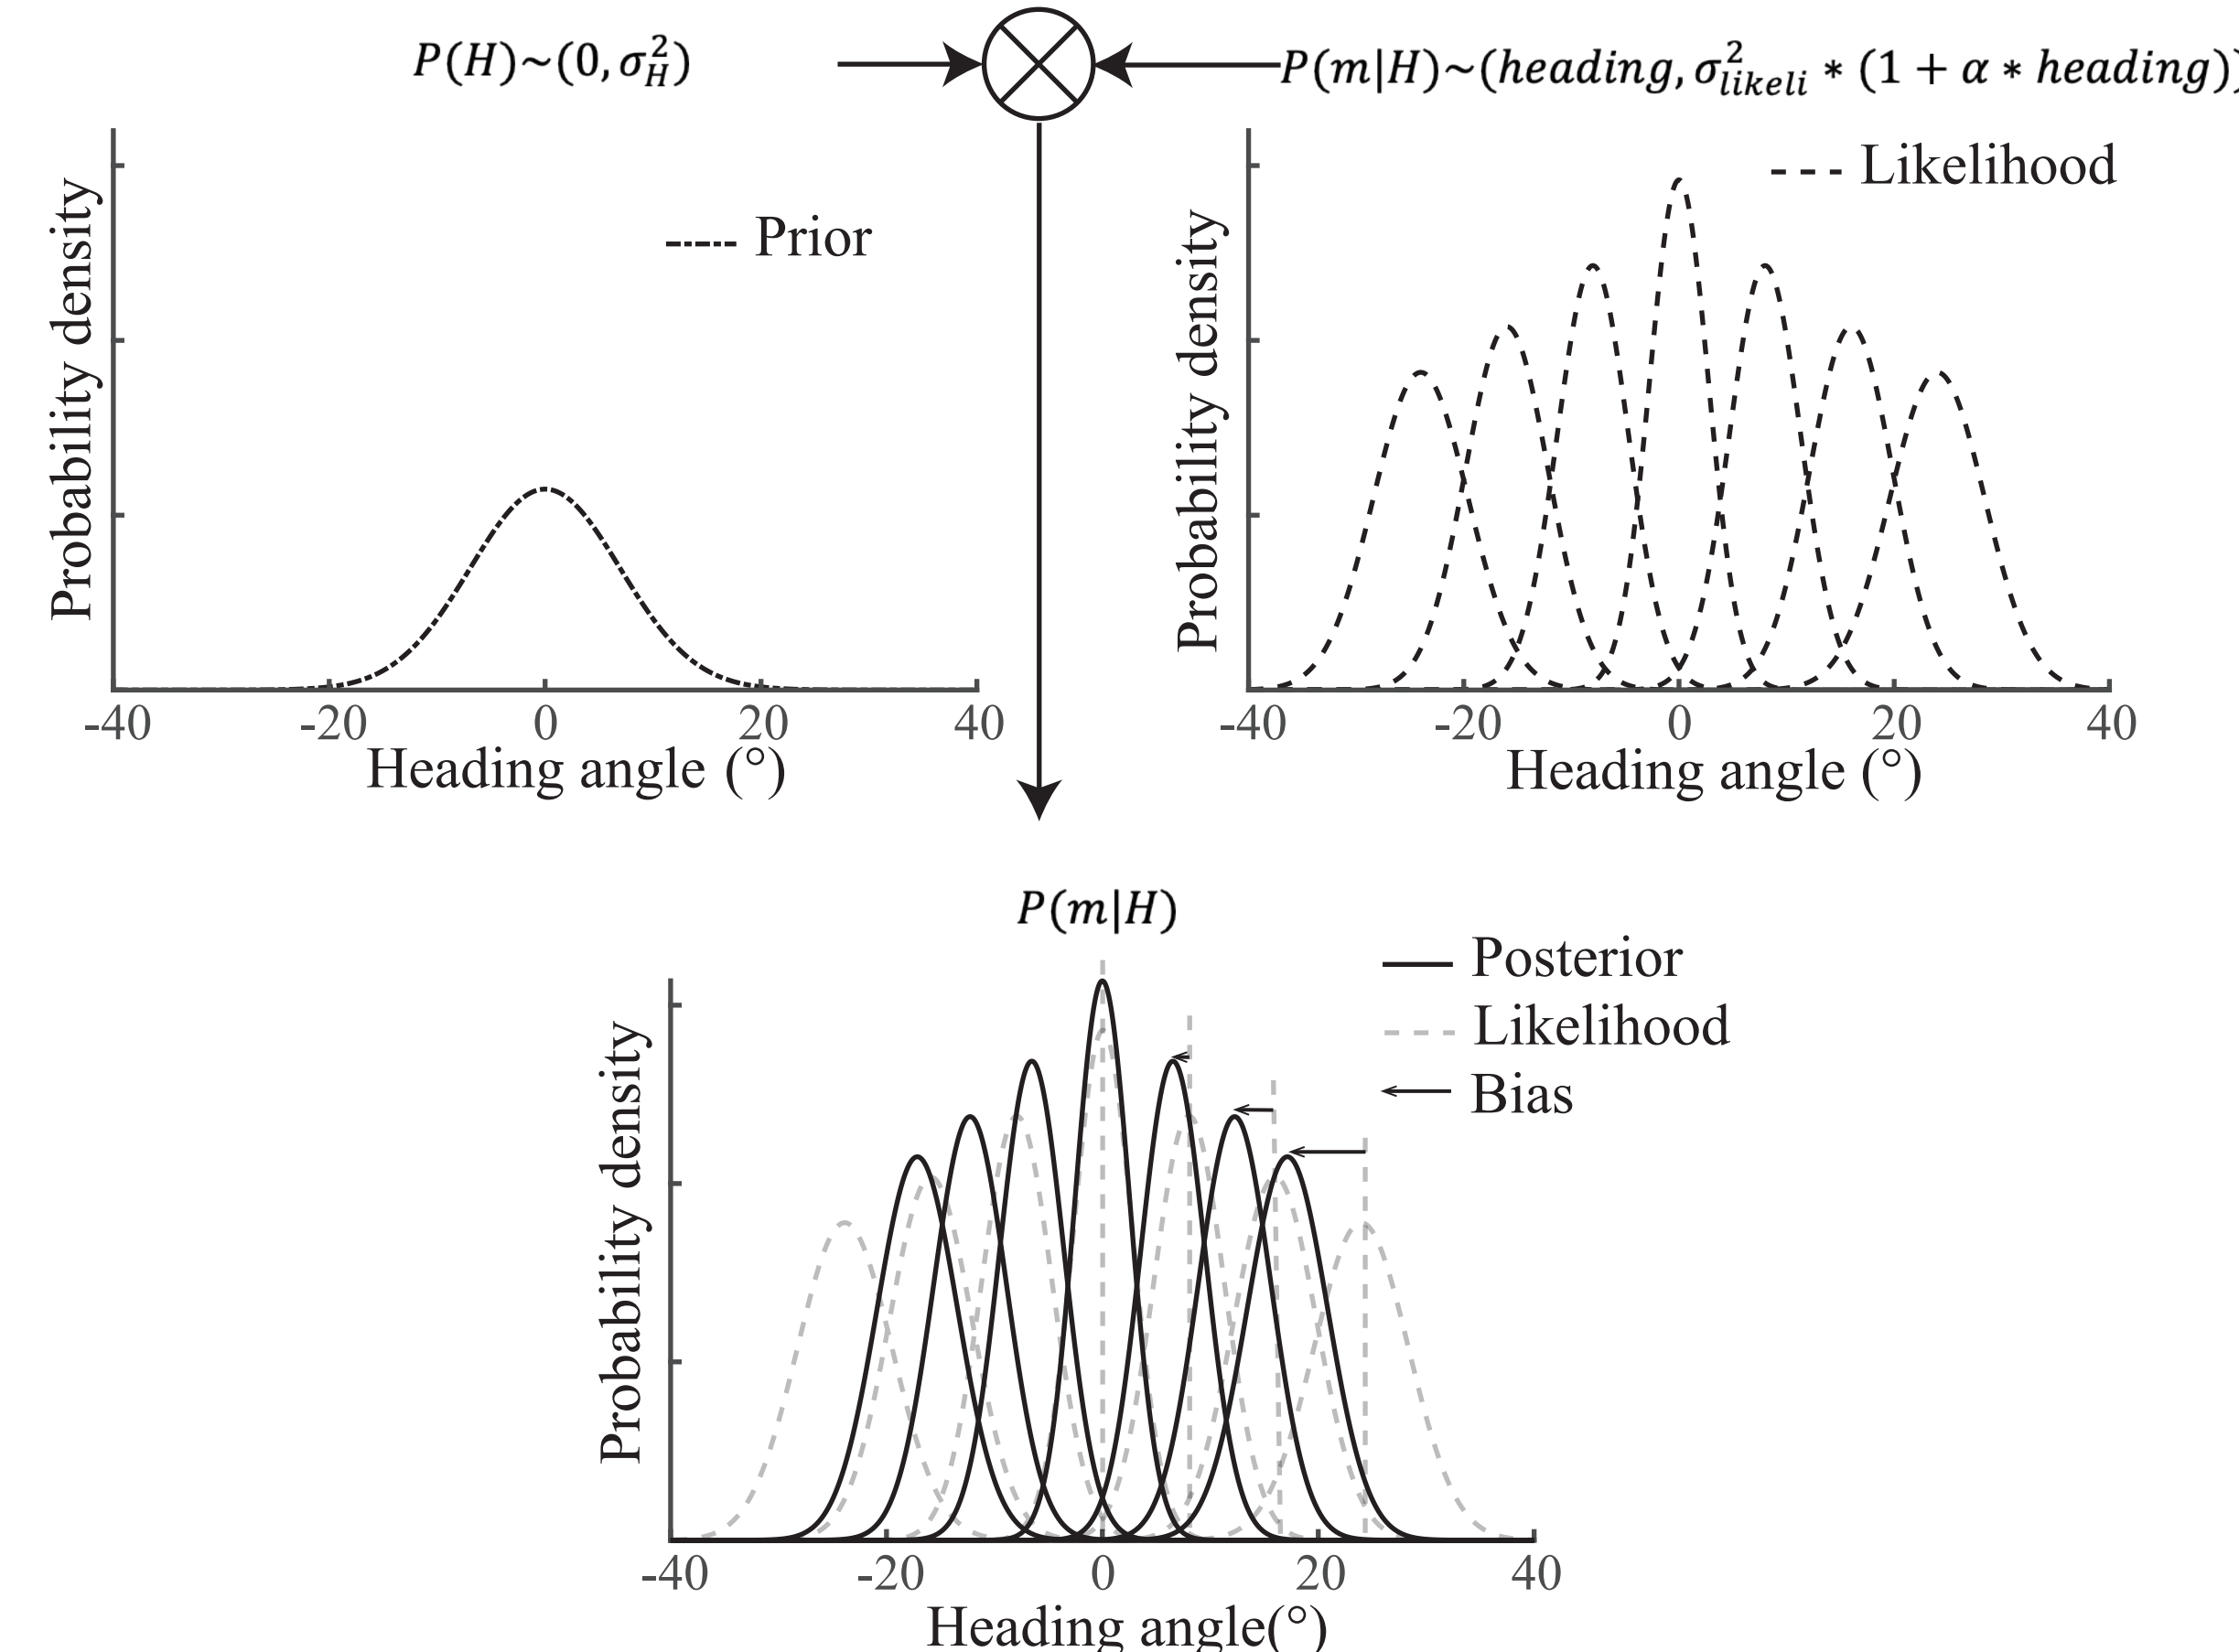 P(H)~(0, σ_H^2)
P(m|H)~(heading, σ_likeli^2 * (1 + α * heading))
Probability density
Prior
-40 -20 0 20 40
Heading angle (°)
Probability density
Likelihood
-40 -20 0 20 40
Heading angle (°)
P(m|H)
Probability density
Posterior
Likelihood
Bias
-40 -20 0 20 40
Heading angle(°)